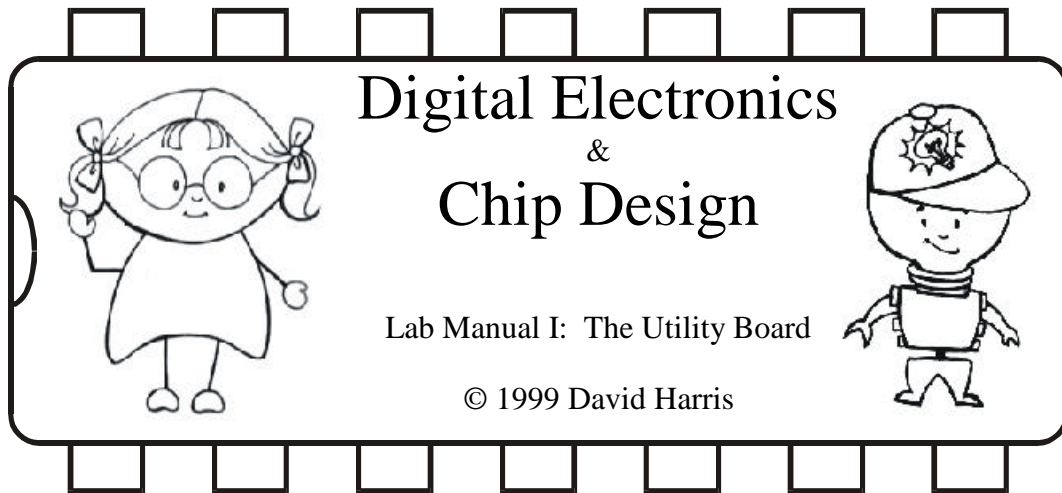 Digital Electronics
&
Chip Design
Lab Manual I: The Utility Board
© 1999 David Harris